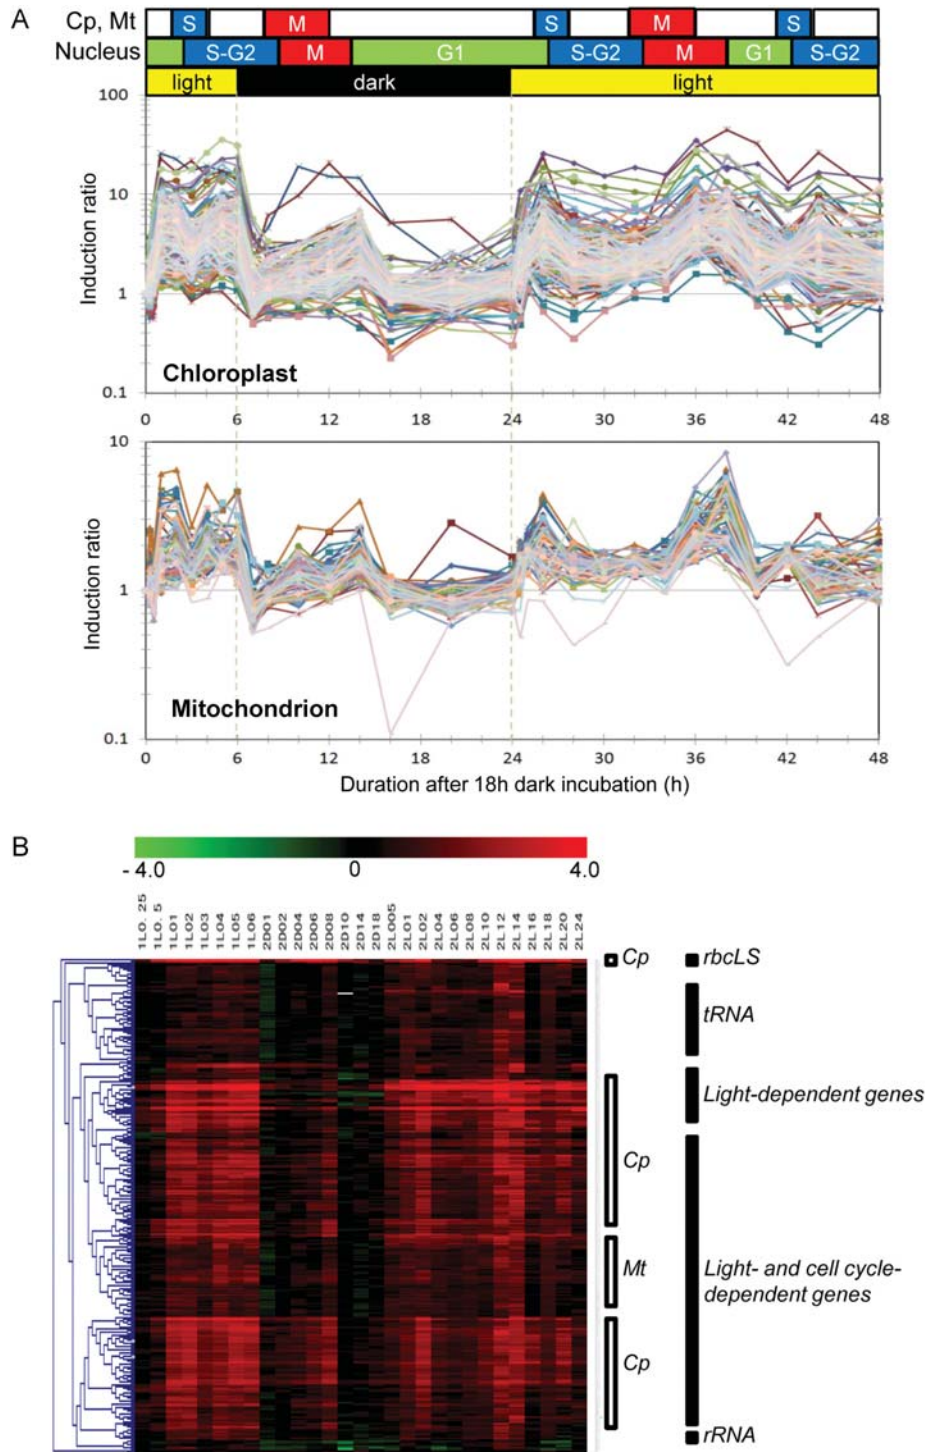 A
Cp, Mt S M S M S
Nucleus S-G2 M G1 S-G2 M G1 S-G2
light dark light
100
10
1
0.1
Induction ratio
Chloroplast
0 6 12 18 24 30 36 42 48
10
1
0.1
Induction ratio
Mitochondrion
0 6 12 18 24 30 36 42 48
Duration after 18h dark incubation (h)
B
- 4.0 0 4.0
1L0.25 1L0.5 1L01 1L02 1L03 1L04 1L05 1L06 2D01 2D02 2D04 2D06 2D08 2D10 2D14 2D18 2L005 2L01 2L02 2L04 2L06 2L08 2L10 2L12 2L14 2L16 2L18 2L20 2L24
Cp rbcLS
tRNA
Light-dependent genes
Cp
Mt Light- and cell cycle-
dependent genes
Cp
rRNA